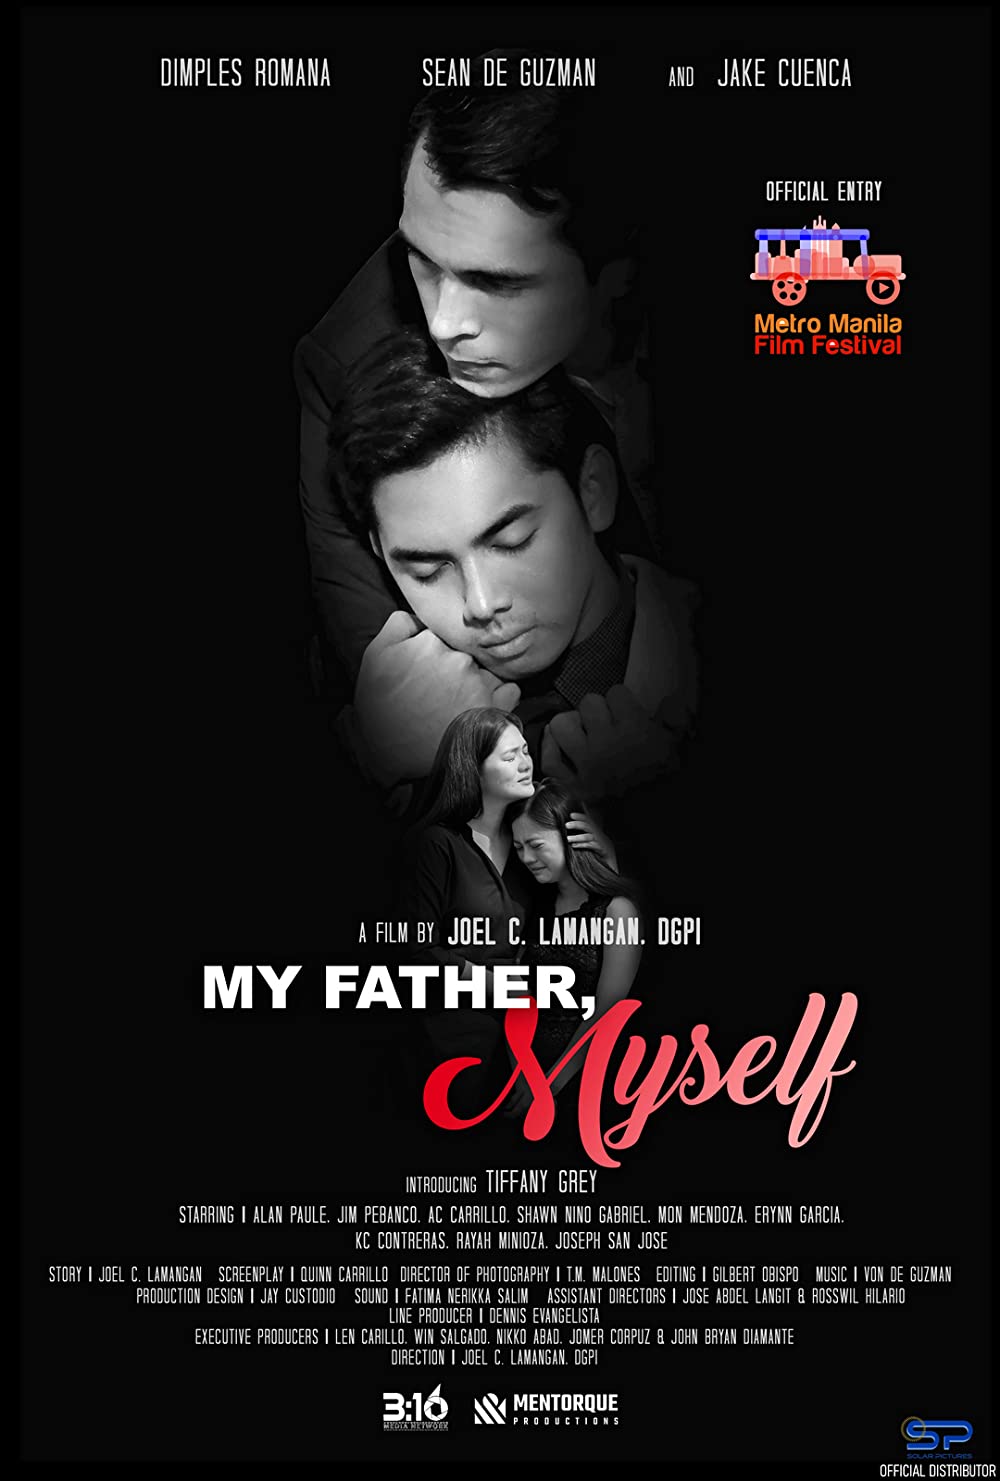 DIMPLES ROMANA SEAN DE GUZMAN AND JAKE CUENCA
OFFICIAL ENTRY
Metro Manila
Film Festival
A FILM BY JOEL C. LAMANGAN. DGPI
MY FATHER,
Myself
INTRODUCING TIFFANY GREY
STARRING | ALAN PAULE. JIM PEBANCO. AC CARRILLO. SHAWN NINO GABRIEL. MON MENDOZA. ERYNN GARCIA.
KC CONTRERAS. RAYAH MINIOZA. JOSEPH SAN JOSE
STORY | JOEL C. LAMANGAN SCREENPLAY | QUINN CARRILLO DIRECTOR OF PHOTOGRAPHY | T.M. MALONES EDITING | GILBERT OBISPO MUSIC | VON DE GUZMAN
PRODUCTION DESIGN | JAY CUSTODIO SOUND | FATIMA NERIKKA SALIM ASSISTANT DIRECTORS | JOSE ABDEL LANGIT & ROSSWIL HILARIO
LINE PRODUCER | DENNIS EVANGELISTA
EXECUTIVE PRODUCERS | LEN CARILLO. WIN SALGADO. NIKKO ABAD. JOMER CORPUZ & JOHN BRYAN DIAMANTE
DIRECTION | JOEL C. LAMANGAN. DGPI
3:16
MEDIA NETWORK
MENTORQUE
PRODUCTIONS
SP
SOLAR PICTURES
OFFICIAL DISTRIBUTOR